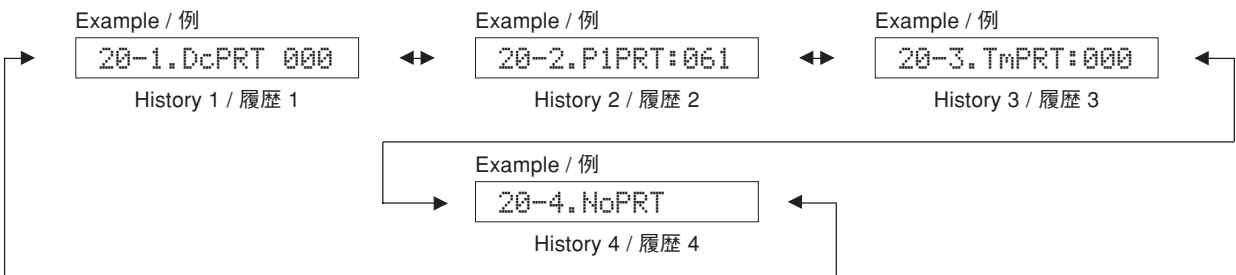 Example / 例
20-1.DcPRT 000
History 1 / 履歴 1
Example / 例
20-2.P1PRT:061
History 2 / 履歴 2
Example / 例
20-3.TmPRT:000
History 3 / 履歴 3
Example / 例
20-4.NoPRT
History 4 / 履歴 4